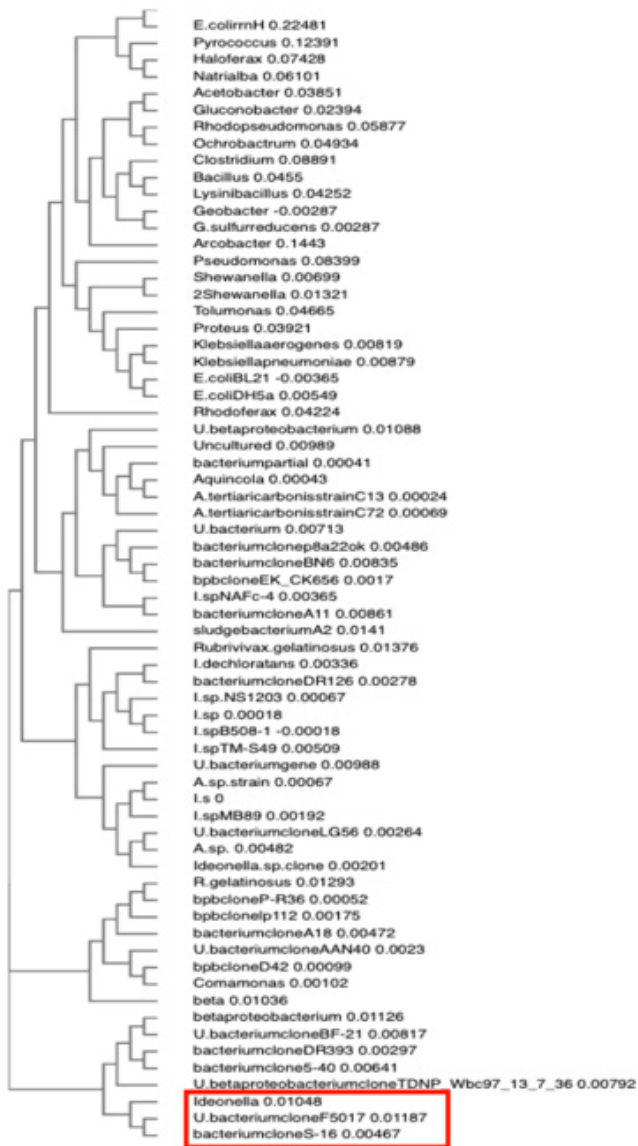 E.colirrnH 0.22481
Pyrococcus 0.12391
Haloferax 0.07428
Natrialba 0.06101
Acetobacter 0.03851
Gluconobacter 0.02394
Rhodopseudomonas 0.05877
Ochrobactrum 0.04934
Clostridium 0.08891
Bacillus 0.0455
Lysinibacillus 0.04252
Geobacter -0.00287
G.sulfurreducens 0.00287
Arcobacter 0.1443
Pseudomonas 0.08399
Shewanella 0.00699
2Shewanella 0.01321
Tolumonas 0.04665
Proteus 0.03921
Klebsiellaaerogenes 0.00819
Klebsiellapneumoniae 0.00879
E.coliBL21 -0.00365
E.coliDH5a 0.00549
Rhodoferax 0.04224
U.betaproteobacterium 0.01088
Uncultured 0.00989
bacteriumpartial 0.00041
Aquincola 0.00043
A.tertiaricarbonisstrainC13 0.00024
A.tertiaricarbonisstrainC72 0.00069
U.bacterium 0.00713
bacteriumclonep8a22ok 0.00486
bacteriumcloneBN6 0.00835
bpbcloneEK_CK656 0.0017
I.spNAFc-4 0.00365
bacteriumcloneA11 0.00861
sludgebacteriumA2 0.0141
Rubrivivax.gelatinosus 0.01376
I.dechloratans 0.00336
bacteriumcloneDR126 0.00278
I.sp.NS1203 0.00067
I.sp 0.00018
I.spB508-1 -0.00018
I.spTM-S49 0.00509
U.bacteriumgene 0.00988
A.sp.strain 0.00067
I.s 0
I.spMB89 0.00192
U.bacteriumcloneLG56 0.00264
A.sp. 0.00482
Ideonella.sp.clone 0.00201
R.gelatinosus 0.01293
bpbcloneP-R36 0.00052
bpbclonelp112 0.00175
bacteriumcloneA18 0.00472
U.bacteriumcloneAAN40 0.0023
bpbcloneD42 0.00099
Comamonas 0.00102
beta 0.01036
betaproteobacterium 0.01126
U.bacteriumcloneBF-21 0.00817
bacteriumcloneDR393 0.00297
bacteriumclone5-40 0.00641
U.betaproteobacteriumcloneTDNP_Wbc97_13_7_36 0.00792
Ideonella 0.01048
U.bacteriumcloneF5017 0.01187
bacteriumcloneS-16 0.00467